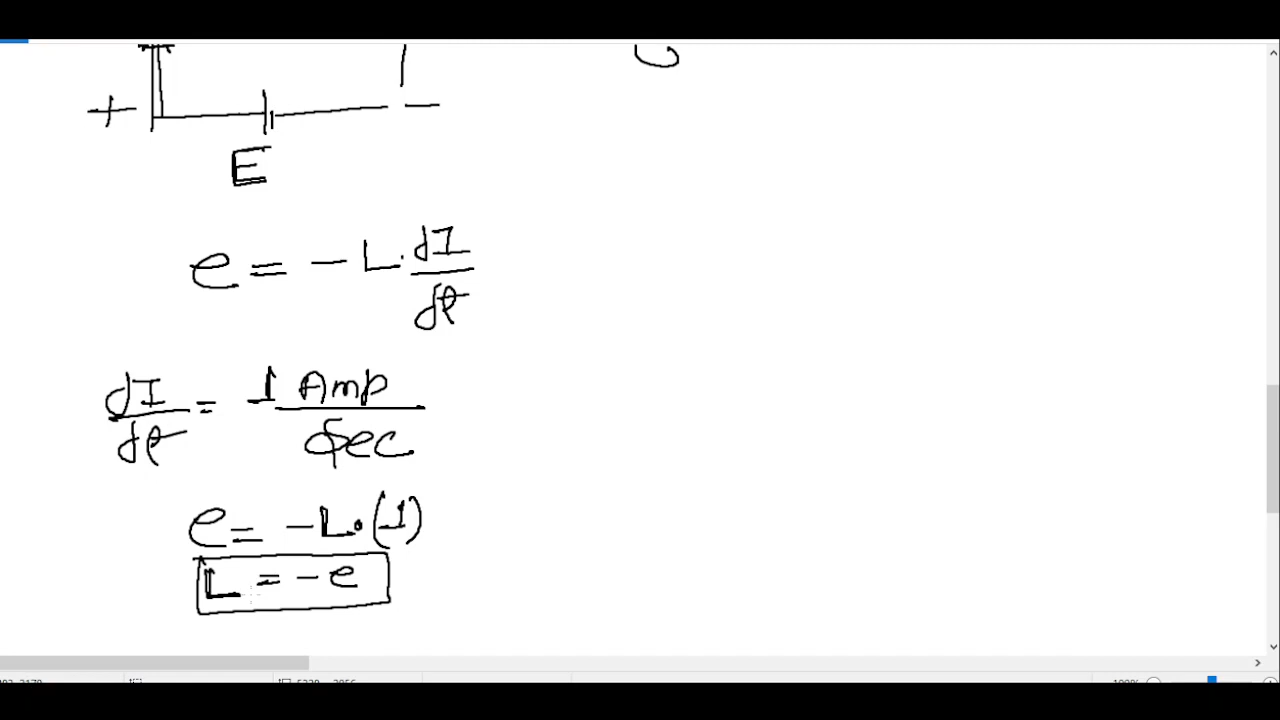 + -
E
e = - L . dI/dt
dI/dt = 1 Amp/Sec
e = - L . (1)
L = - e